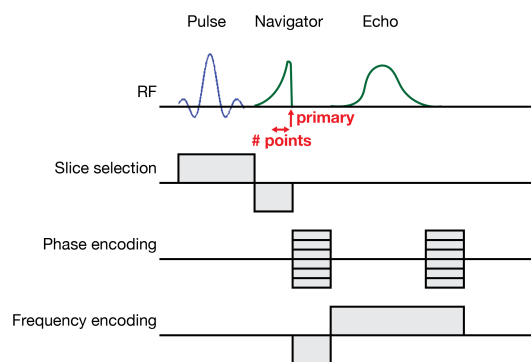 Pulse Navigator Echo
RF
primary
# points
Slice selection
Phase encoding
Frequency encoding